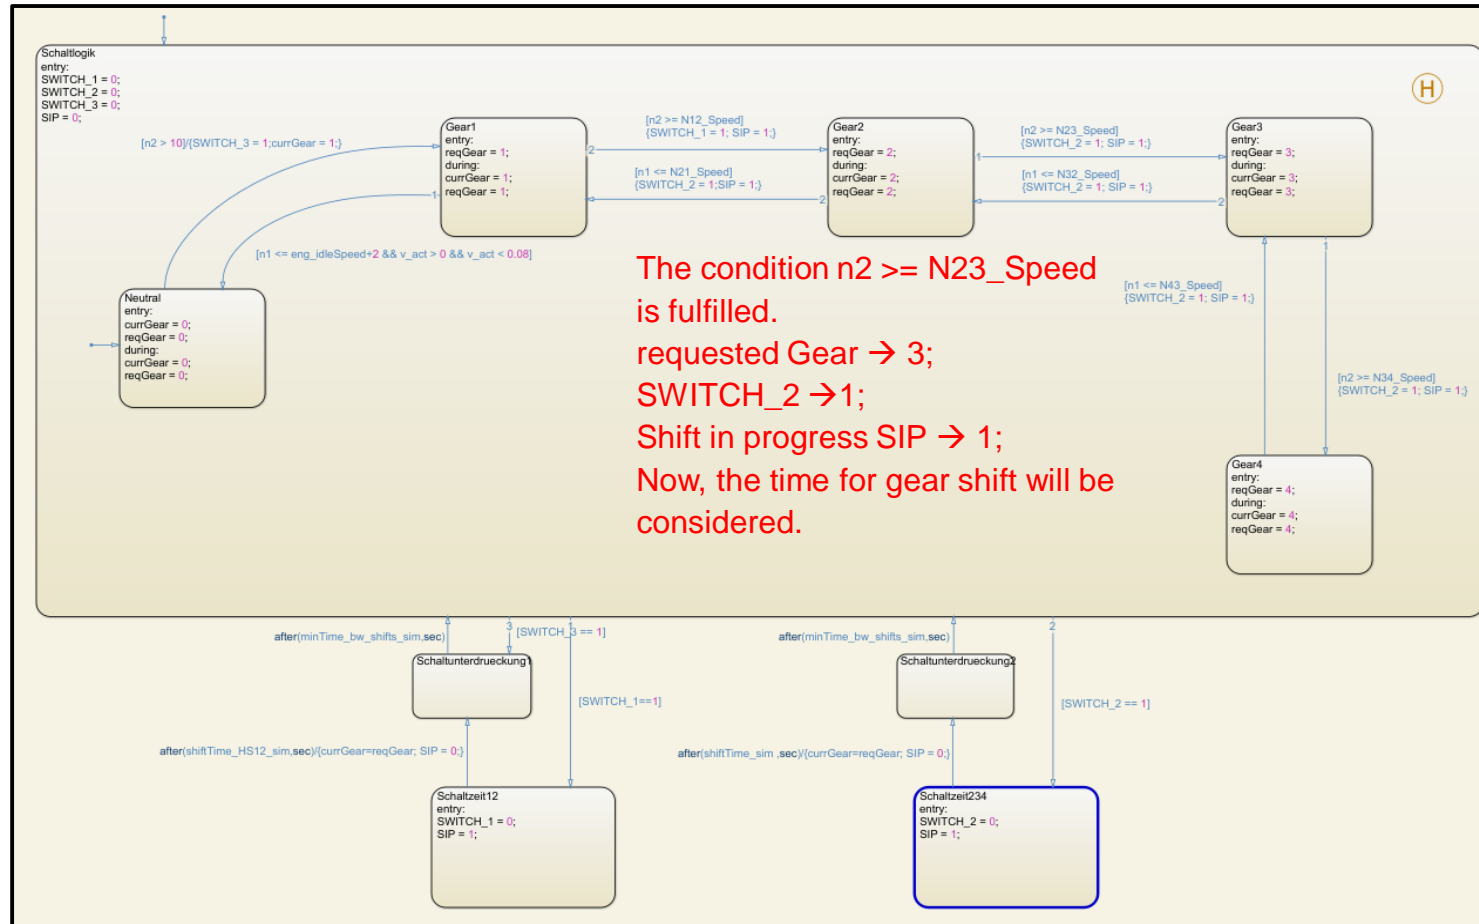 Schaltlogik
entry:
SWITCH_1 = 0;
SWITCH_2 = 0;
SWITCH_3 = 0;
SIP = 0;
H
[n2 > 10]/{SWITCH_3 = 1;currGear = 1;}
Gear1
entry:
reqGear = 1;
during:
currGear = 1;
reqGear = 1;
2
1
[n2 >= N12_Speed]
{SWITCH_1 = 1; SIP = 1;}
[n1 <= N21_Speed]
{SWITCH_2 = 1;SIP = 1;}
Gear2
entry:
reqGear = 2;
during:
currGear = 2;
reqGear = 2;
1
2
[n2 >= N23_Speed]
{SWITCH_2 = 1; SIP = 1;}
[n1 <= N32_Speed]
{SWITCH_2 = 1; SIP = 1;}
Gear3
entry:
reqGear = 3;
during:
currGear = 3;
reqGear = 3;
2
1
[n1 <= eng_idleSpeed+2 && v_act > 0 && v_act < 0.08]
Neutral
entry:
currGear = 0;
reqGear = 0;
during:
currGear = 0;
reqGear = 0;
The condition n2 >= N23_Speed
is fulfilled.
requested Gear → 3;
SWITCH_2 →1;
Shift in progress SIP → 1;
Now, the time for gear shift will be
considered.
[n1 <= N43_Speed]
{SWITCH_2 = 1; SIP = 1;}
[n2 >= N34_Speed]
{SWITCH_2 = 1; SIP = 1;}
Gear4
entry:
reqGear = 4;
during:
currGear = 4;
reqGear = 4;
after(minTime_bw_shifts_sim,sec)
3
[SWITCH_3 == 1]
1
after(minTime_bw_shifts_sim,sec)
2
Schaltunterdrueckung1
Schaltunterdrueckung2
[SWITCH_1==1]
[SWITCH_2 == 1]
after(shiftTime_HS12_sim,sec)/{currGear=reqGear; SIP = 0;}
after(shiftTime_sim ,sec)/{currGear=reqGear; SIP = 0;}
Schaltzeit12
entry:
SWITCH_1 = 0;
SIP = 1;
Schaltzeit234
entry:
SWITCH_2 = 0;
SIP = 1;